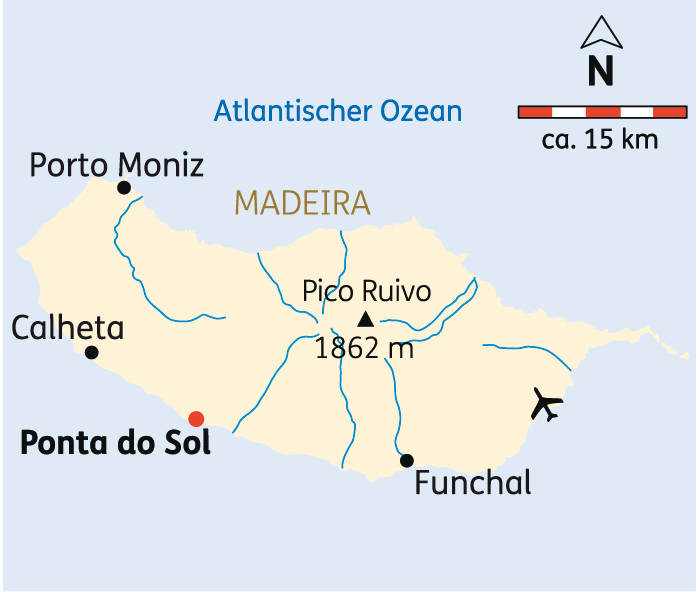 N
Atlantischer Ozean
ca. 15 km
Porto Moniz
MADEIRA
Pico Ruivo
Calheta
1862 m
Ponta do Sol
Funchal